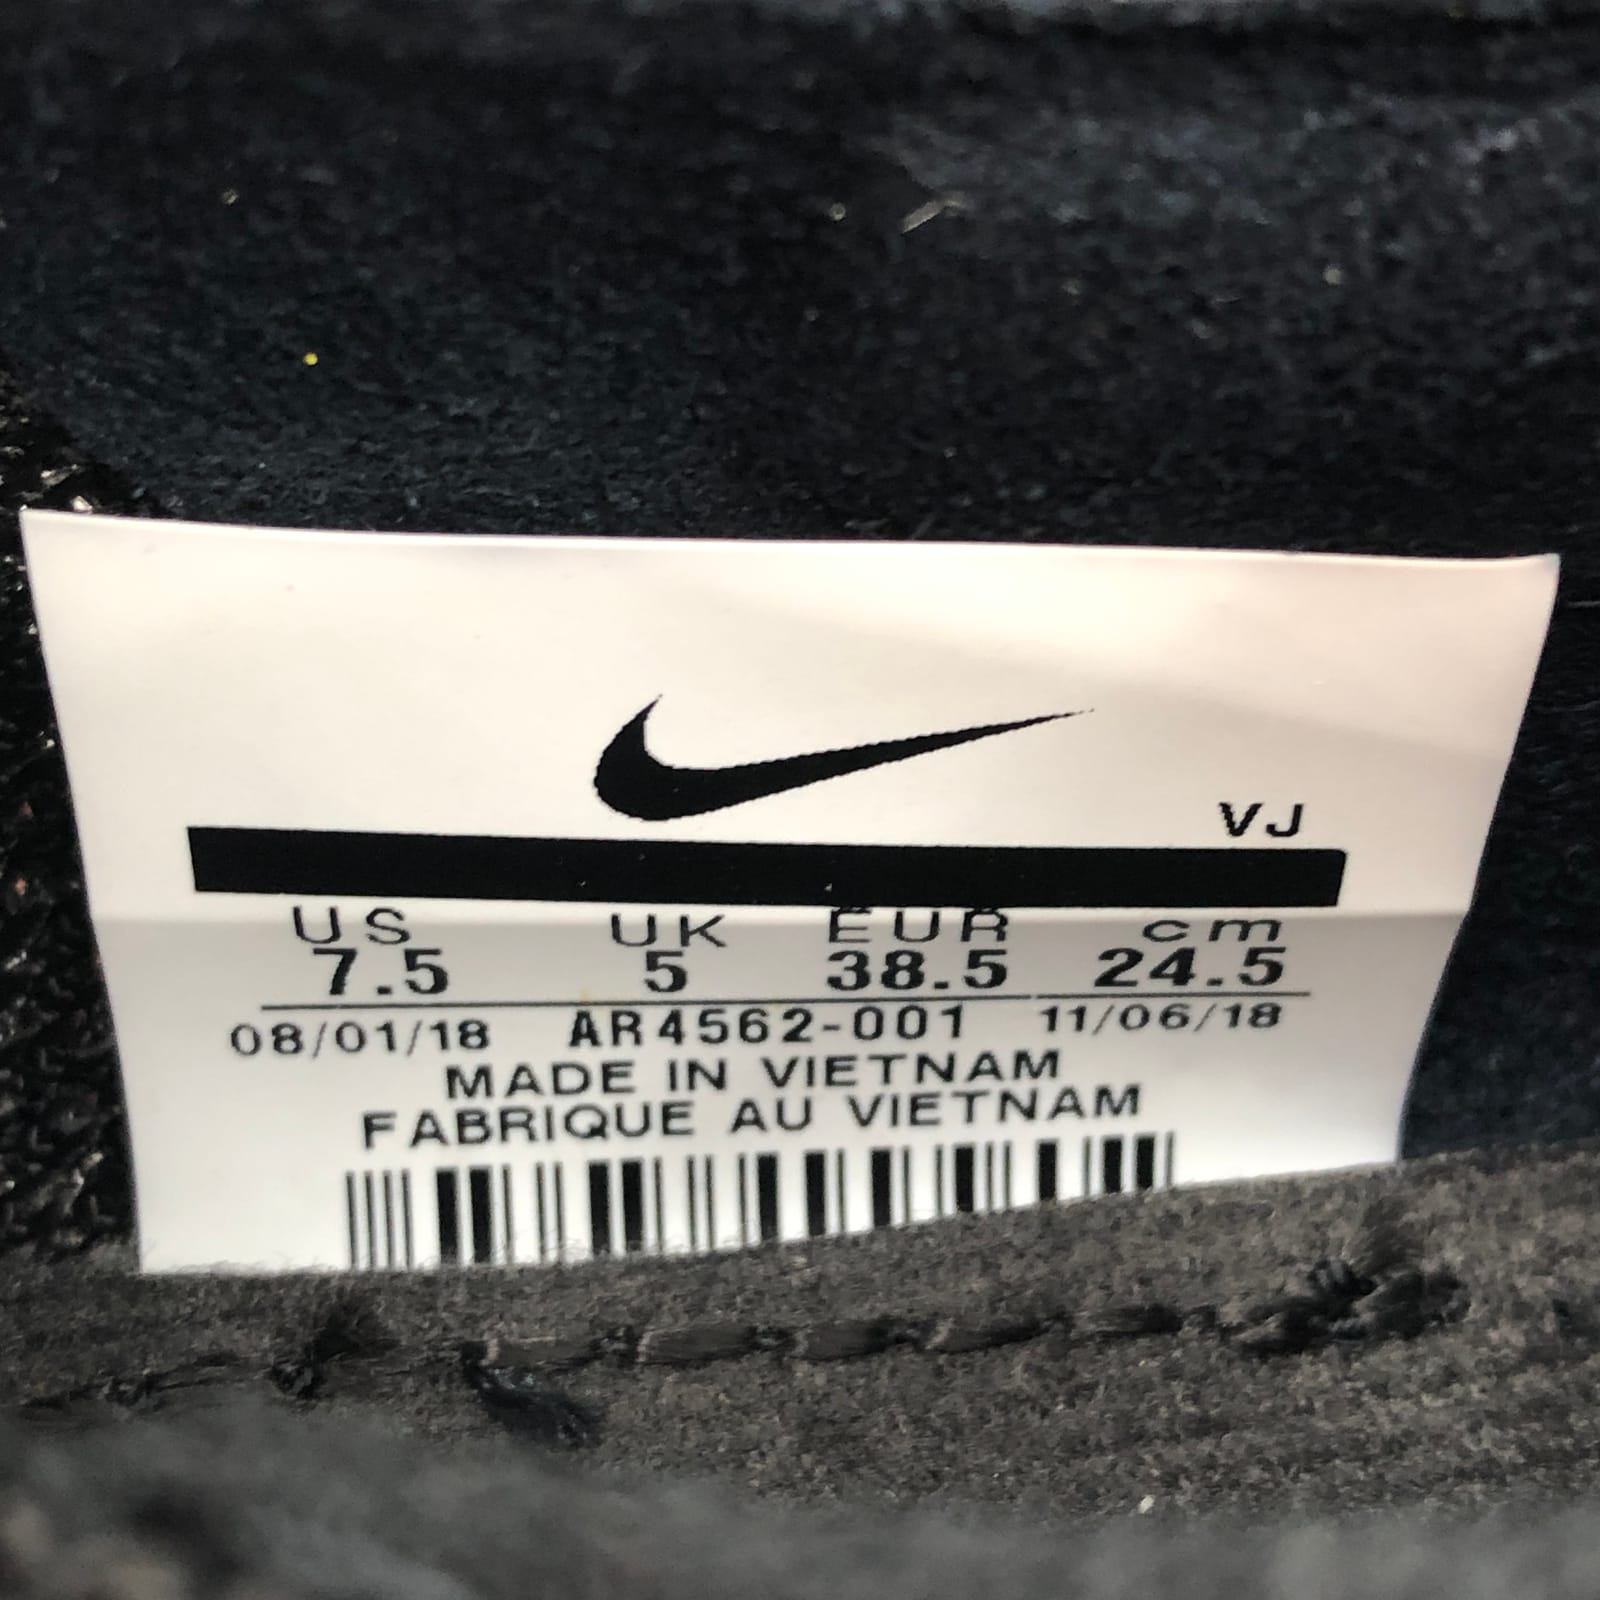 VJ
US UK EUR cm
7.5 5 38.5 24.5
08/01/18 AR4562-001 11/06/18
MADE IN VIETNAM
FABRIQUE AU VIETNAM